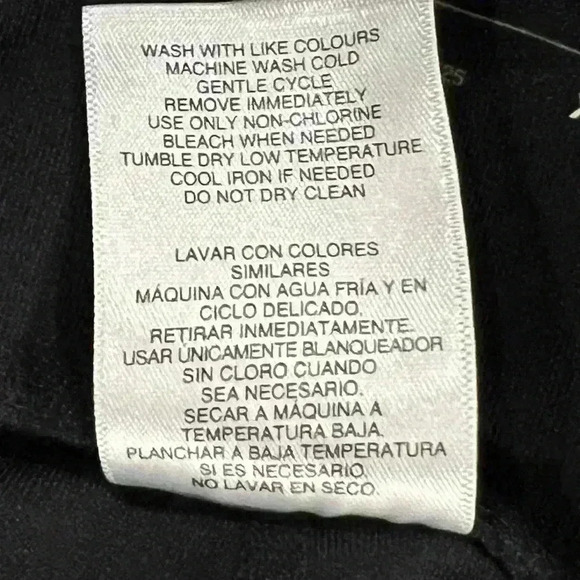 WASH WITH LIKE COLOURS
MACHINE WASH COLD
GENTLE CYCLE
REMOVE IMMEDIATELY
USE ONLY NON-CHLORINE
BLEACH WHEN NEEDED
TUMBLE DRY LOW TEMPERATURE
COOL IRON IF NEEDED
DO NOT DRY CLEAN
LAVAR CON COLORES
SIMILARES
MÁQUINA CON AGUA FRÍA Y EN
CICLO DELICADO,
RETIRAR INMEDIATAMENTE.
USAR ÚNICAMENTE BLANQUEADOR
SIN CLORO CUANDO
SEA NECESARIO.
SECAR A MÁQUINA A
TEMPERATURA BAJA.
PLANCHAR A BAJA TEMPERATURA
SI ES NECESARIO.
NO LAVAR EN SECO.
25